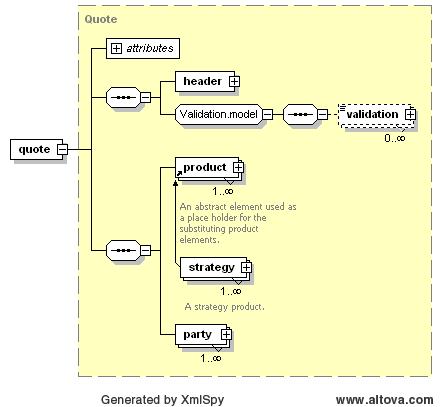 Quote
attributes
header
Validation.model
validation
0..∞
quote
product
1..∞
An abstract element used as
a place holder for the
substituting product
elements.
strategy
1..∞
A strategy product.
party
1..∞
Generated by XmlSpy
www.altova.com